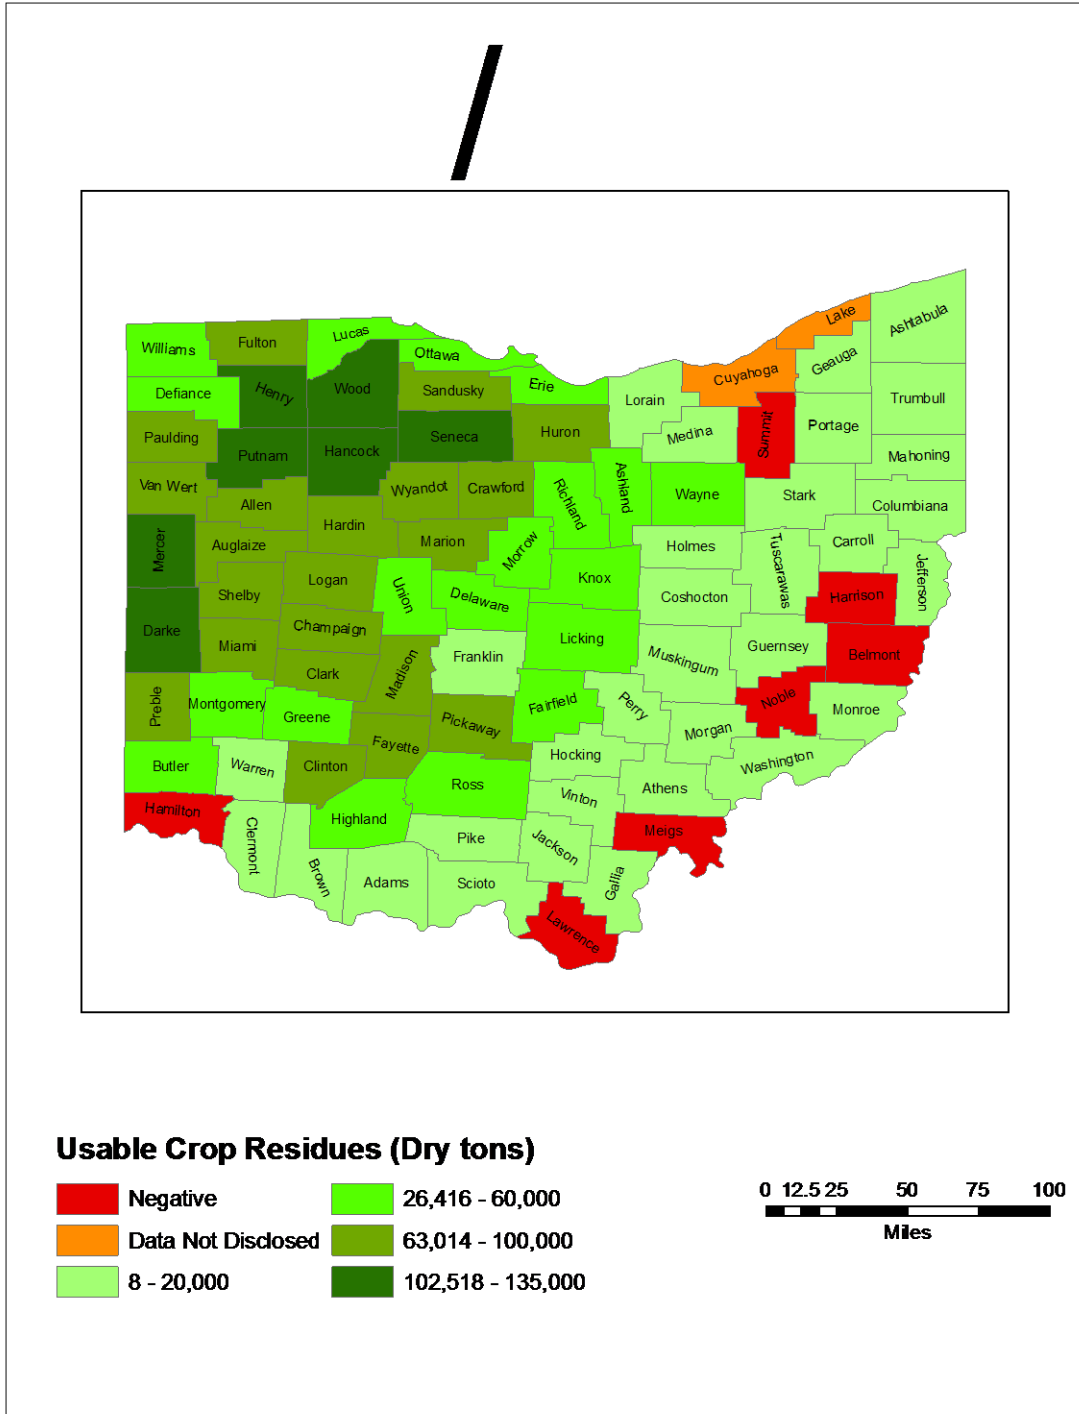 Lake
Ashtabula
Williams
Fulton
Lucas
Ottawa
Geauga
Cuyahoga
Defiance
Henry
Wood
Sandusky
Erie
Lorain
Trumbull
Paulding
Putnam
Hancock
Seneca
Huron
Medina
Summit
Portage
Mahoning
Van Wert
Allen
Wyandot
Crawford
Richland
Ashland
Wayne
Stark
Columbiana
Mercer
Auglaize
Hardin
Marion
Morrow
Holmes
Tuscarawas
Carroll
Jefferson
Shelby
Logan
Union
Delaware
Knox
Coshocton
Harrison
Darke
Miami
Champaign
Licking
Guernsey
Belmont
Clark
Madison
Franklin
Muskingum
Preble
Montgomery
Greene
Pickaway
Fairfield
Perry
Noble
Monroe
Fayette
Morgan
Butler
Warren
Clinton
Ross
Hocking
Washington
Athens
Vinton
Hamilton
Highland
Clermont
Pike
Jackson
Meigs
Brown
Adams
Scioto
Gallia
Lawrence
Usable Crop Residues (Dry tons)
Negative
Data Not Disclosed
8 - 20,000
26,416 - 60,000
63,014 - 100,000
102,518 - 135,000
0 12.5 25 50 75 100
Miles